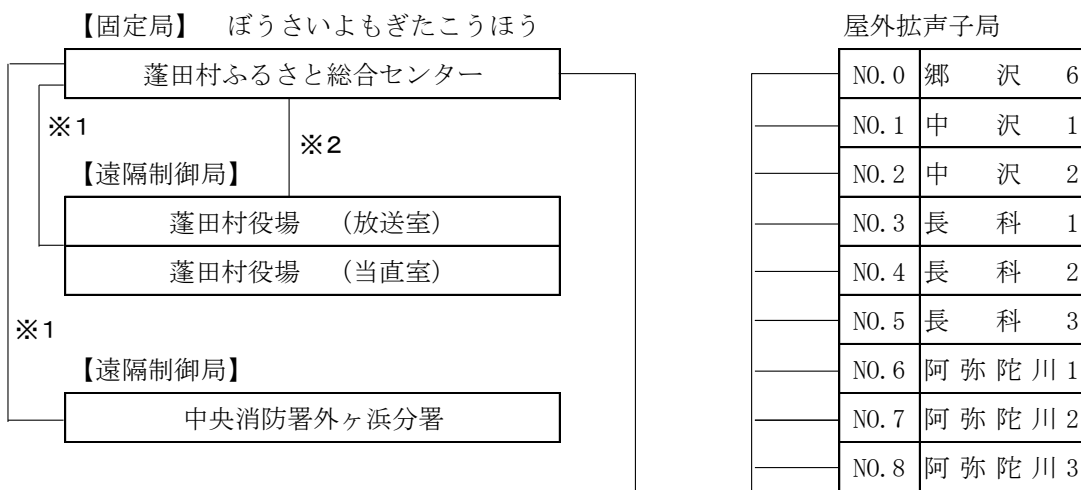 【固定局】 ぼうさいよもぎたこうほう
蓬田村ふるさと総合センター
※1
※2
【遠隔制御局】
蓬田村役場 （放送室）
蓬田村役場 （当直室）
※1
【遠隔制御局】
中央消防署外ヶ浜分署
屋外拡声子局
NO.0 郷沢6
NO.1 中沢1
NO.2 中沢2
NO.3 長科1
NO.4 長科2
NO.5 長科3
NO.6 阿弥陀川1
NO.7 阿弥陀川2
NO.8 阿弥陀川3